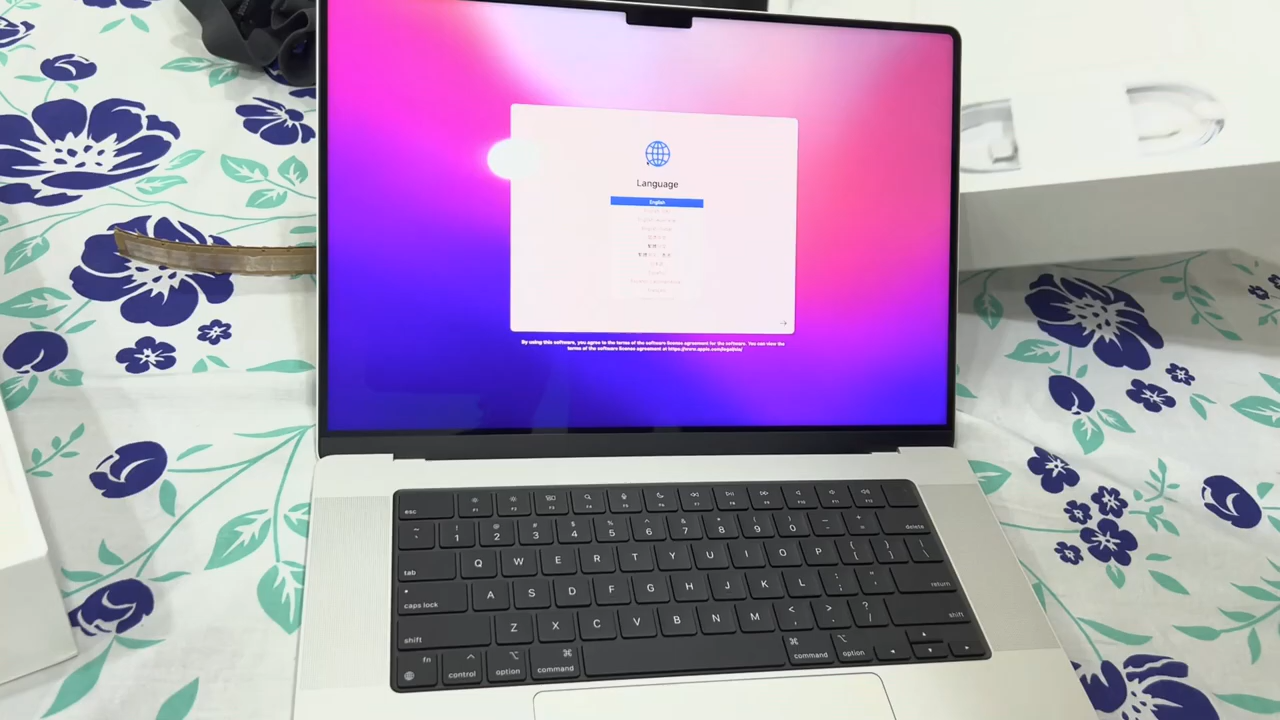 Language
English
By using this software, you agree to the terms of the software license agreement for the software. You can view the
terms of the software license agreement at https://www.apple.com/legal/sla/
esc F1 F2 F3 F4 F5 F6 F7 F8 F9 F10 F11 F12
~ ! @ # $ % ^ & * ( ) _ +
1 2 3 4 5 6 7 8 9 0 - = delete
tab Q W E R T Y U I O P { [ } ] | \
caps lock A S D F G H J K L : ; " ' return
shift Z X C V B N M < , > . ? / shift
fn control option command command option